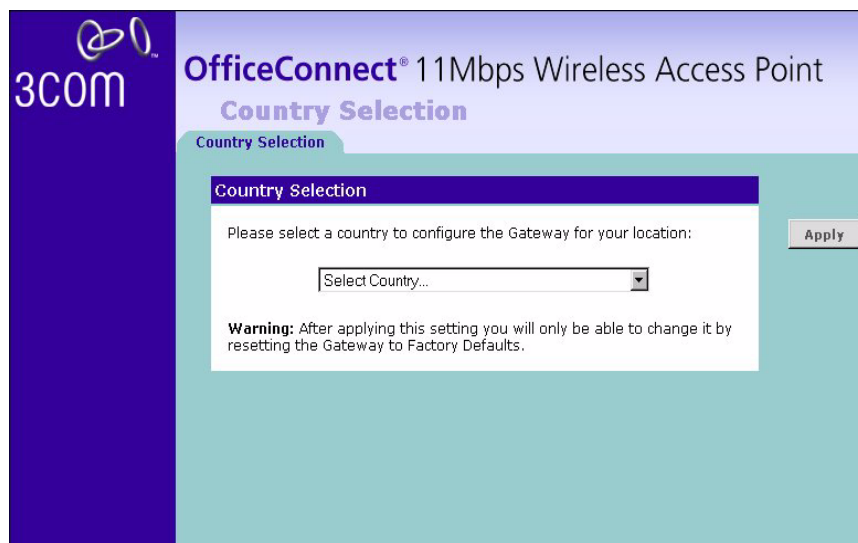 3COM
OfficeConnect® 11Mbps Wireless Access Point
Country Selection
Country Selection
Country Selection
Please select a country to configure the Gateway for your location:
Apply
Select Country...
Warning: After applying this setting you will only be able to change it by
resetting the Gateway to Factory Defaults.